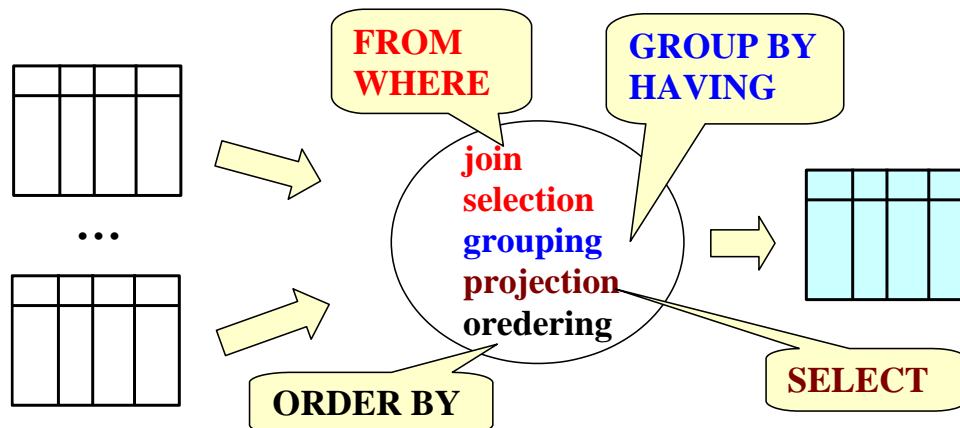 FROM
WHERE
GROUP BY
HAVING
join
selection
grouping
projection
oredering
...
ORDER BY
SELECT